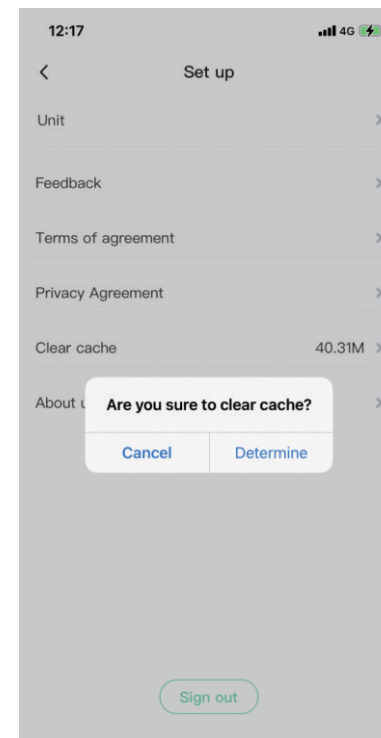 12:17
4G
Set up
Unit
Feedback
Terms of agreement
Privacy Agreement
Clear cache 40.31M
About
Are you sure to clear cache?
Cancel Determine
Sign out